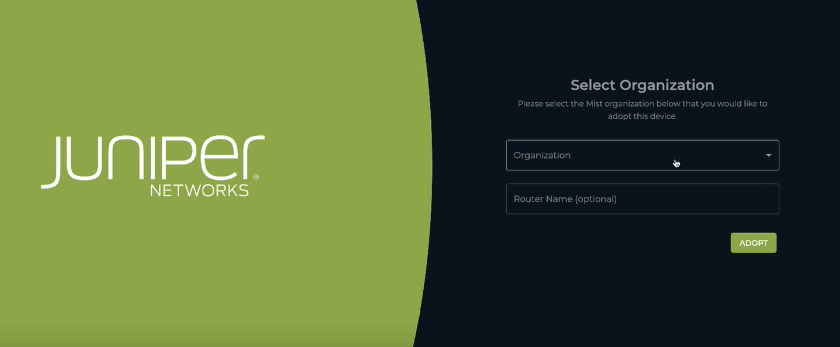 JUNIPer
NETWORKS
®
Select Organization
Please select the Mist organization below that you would like to
adopt this device.
Organization
Router Name (optional)
ADOPT